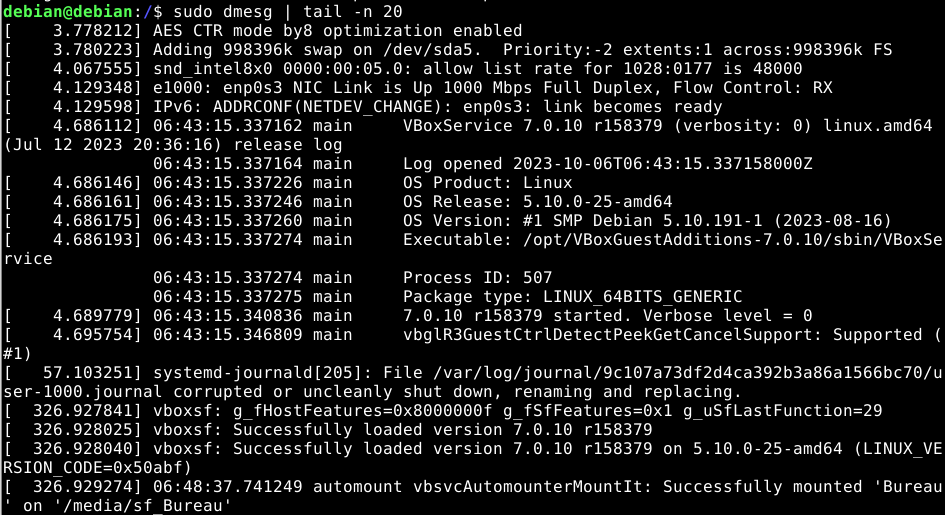 debian@debian:/$ sudo dmesg | tail -n 20
[    3.778212] AES CTR mode by8 optimization enabled
[    3.780223] Adding 998396k swap on /dev/sda5.  Priority:-2 extents:1 across:998396k FS
[    4.067555] snd_intel8x0 0000:00:05.0: allow list rate for 1028:0177 is 48000
[    4.129348] e1000: enp0s3 NIC Link is Up 1000 Mbps Full Duplex, Flow Control: RX
[    4.129598] IPv6: ADDRCONF(NETDEV_CHANGE): enp0s3: link becomes ready
[    4.686112] 06:43:15.337162 main     VBoxService 7.0.10 r158379 (verbosity: 0) linux.amd64
(Jul 12 2023 20:36:16) release log
               06:43:15.337164 main     Log opened 2023-10-06T06:43:15.337158000Z
[    4.686146] 06:43:15.337226 main     OS Product: Linux
[    4.686161] 06:43:15.337246 main     OS Release: 5.10.0-25-amd64
[    4.686175] 06:43:15.337260 main     OS Version: #1 SMP Debian 5.10.191-1 (2023-08-16)
[    4.686193] 06:43:15.337274 main     Executable: /opt/VBoxGuestAdditions-7.0.10/sbin/VBoxSe
rvice
               06:43:15.337274 main     Process ID: 507
               06:43:15.337275 main     Package type: LINUX_64BITS_GENERIC
[    4.689779] 06:43:15.340836 main     7.0.10 r158379 started. Verbose level = 0
[    4.695754] 06:43:15.346809 main     vbglR3GuestCtrlDetectPeekGetCancelSupport: Supported (
#1)
[   57.103251] systemd-journald[205]: File /var/log/journal/9c107a73df2d4ca392b3a86a1566bc70/u
ser-1000.journal corrupted or uncleanly shut down, renaming and replacing.
[  326.927841] vboxsf: g_fHostFeatures=0x8000000f g_fSfFeatures=0x1 g_uSfLastFunction=29
[  326.928025] vboxsf: Successfully loaded version 7.0.10 r158379
[  326.928040] vboxsf: Successfully loaded version 7.0.10 r158379 on 5.10.0-25-amd64 (LINUX_VE
RSION_CODE=0x50abf)
[  326.929274] 06:48:37.741249 automount vbsvcAutomounterMountIt: Successfully mounted 'Bureau
' on '/media/sf_Bureau'